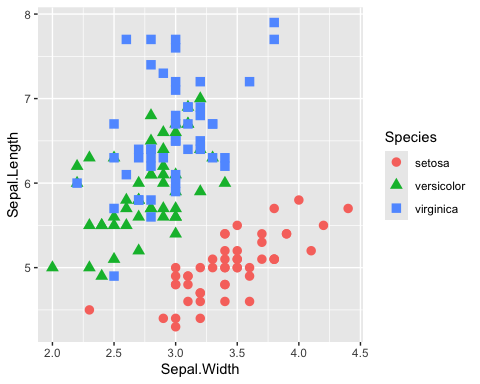 8
7
6
5
Sepal.Length
2.0 2.5 3.0 3.5 4.0 4.5
Sepal.Width
Species
setosa
versicolor
virginica